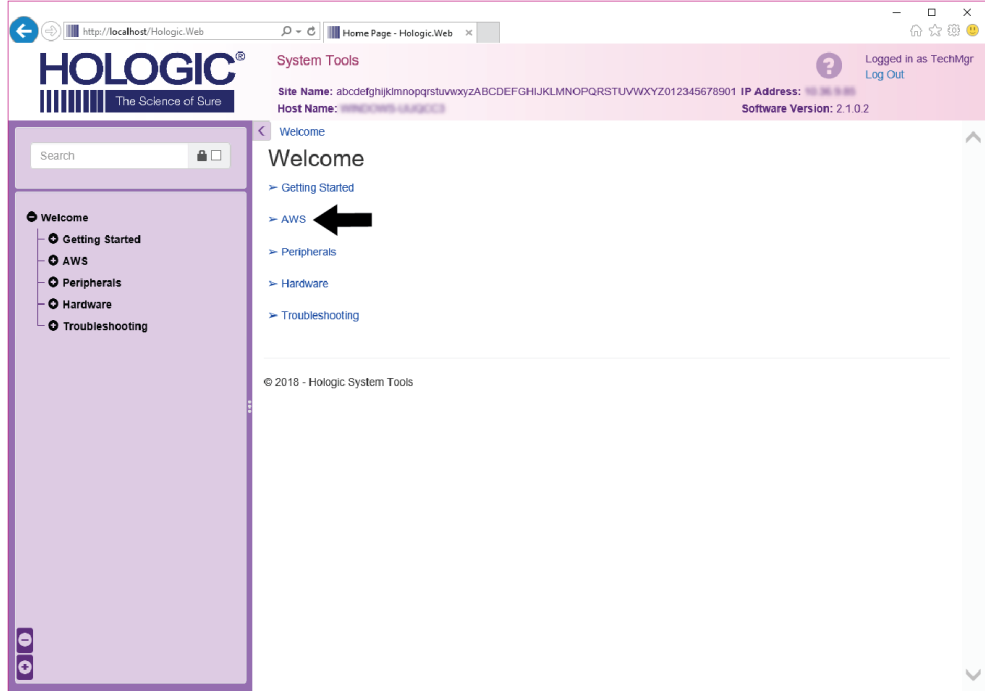 http://localhost/Hologic.Web
Home Page - Hologic.Web
HOLOGIC®
The Science of Sure
System Tools
Logged in as TechMgr
Log Out
Site Name: abcdefghijklmnopqrstuvwxyzABCDEFGHIJKLMNOPQRSTUVWXYZ012345678901 IP Address:
Host Name:
Software Version: 2.1.0.2
Search
Welcome
Getting Started
AWS
Peripherals
Hardware
Troubleshooting
Welcome
Welcome
➢ Getting Started
➢ AWS
➢ Peripherals
➢ Hardware
➢ Troubleshooting
© 2018 - Hologic System Tools